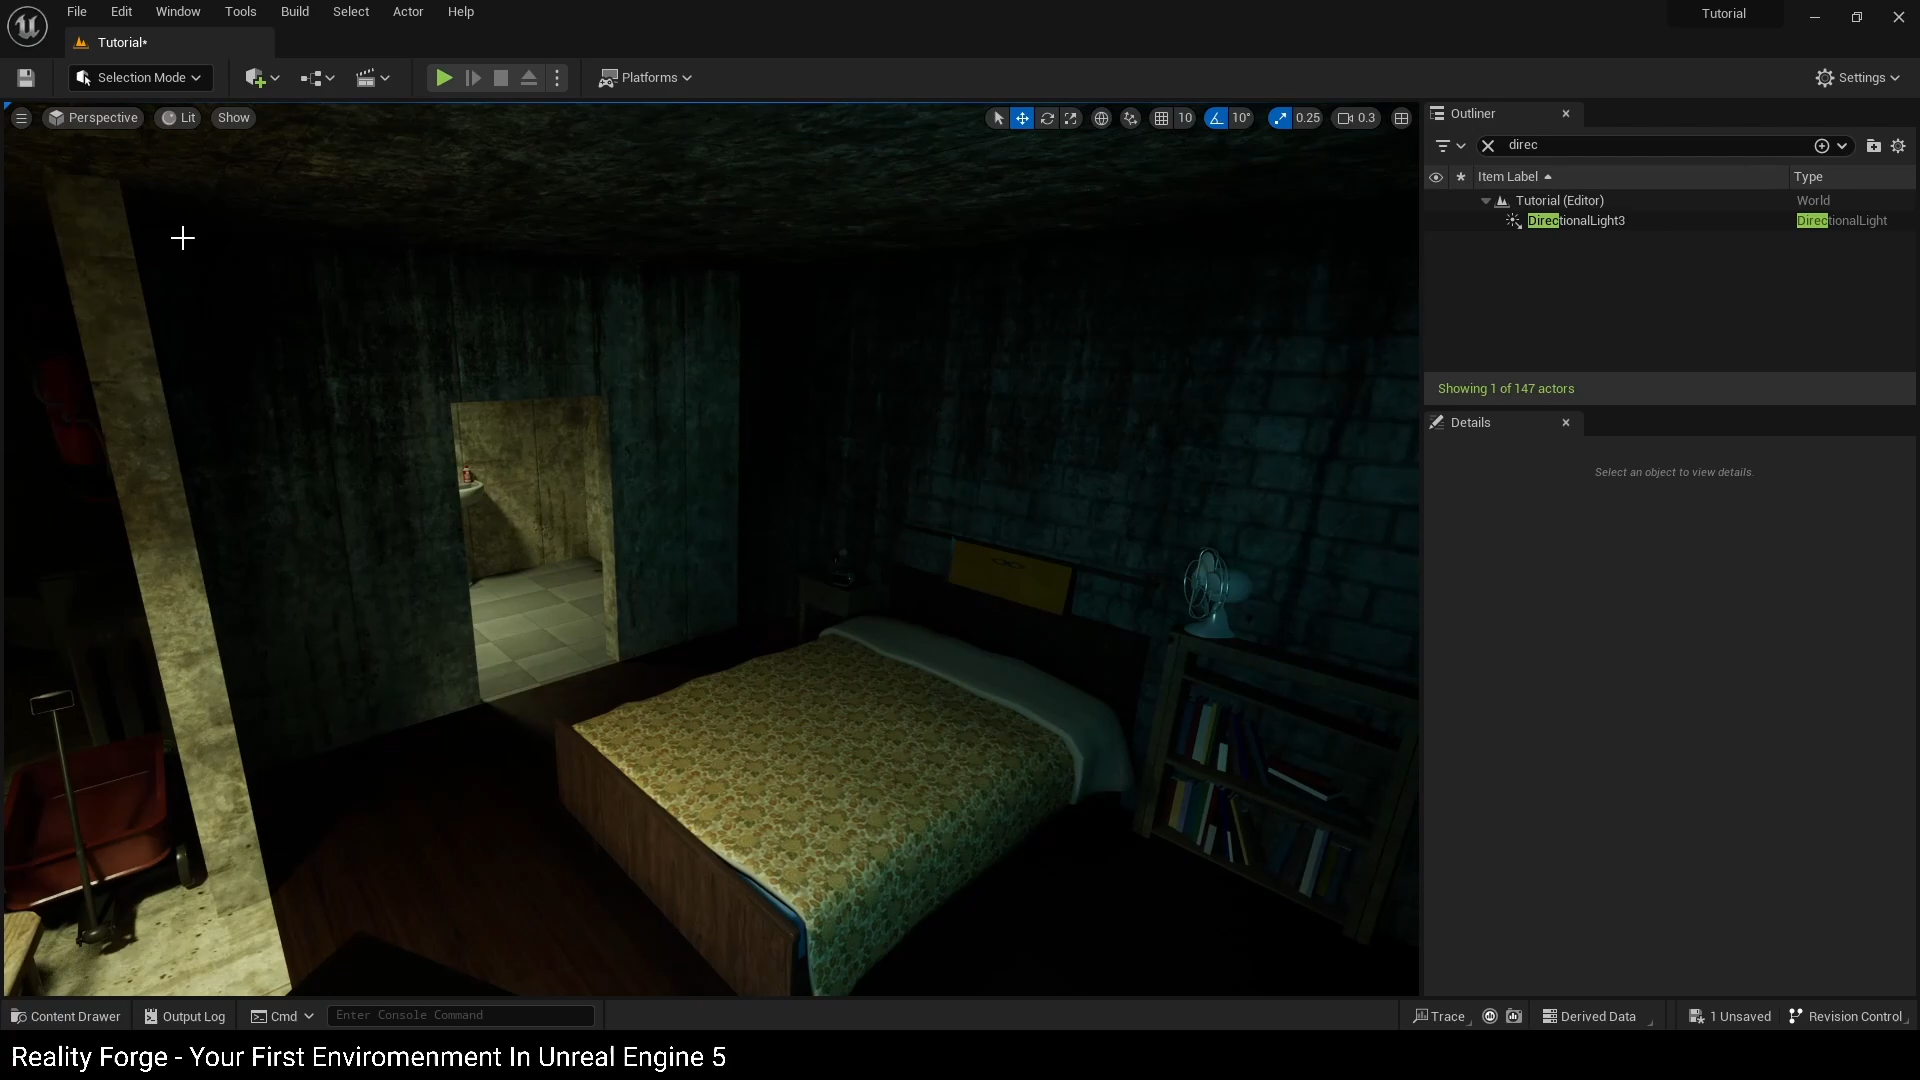 File Edit Window Tools Build Select Actor Help
Tutorial
Tutorial*
Selection Mode
Platforms
Settings
Perspective
Lit
Show
10
10°
0.25
0.3
Outliner
direc
Item Label
Type
Tutorial (Editor)
World
DirectionalLight3
DirectionalLight
Showing 1 of 147 actors
Details
Select an object to view details.
Content Drawer
Output Log
Cmd
Enter Console Command
Trace
Derived Data
1 Unsaved
Revision Control
Reality Forge - Your First Enviromenment In Unreal Engine 5